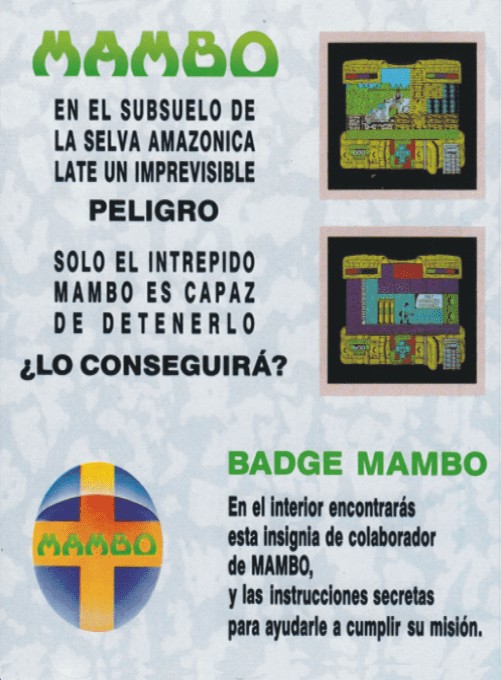 MAMBO
EN EL SUBSUELO DE
LA SELVA AMAZONICA
LATE UN IMPREVISIBLE
PELIGRO
SOLO EL INTREPIDO
MAMBO ES CAPAZ
DE DETENERLO
¿LO CONSEGUIRÁ?
MAMBO
BADGE MAMBO
En el interior encontrarás
esta insignia de colaborador
de MAMBO,
y las instrucciones secretas
para ayudarle a cumplir su misión.